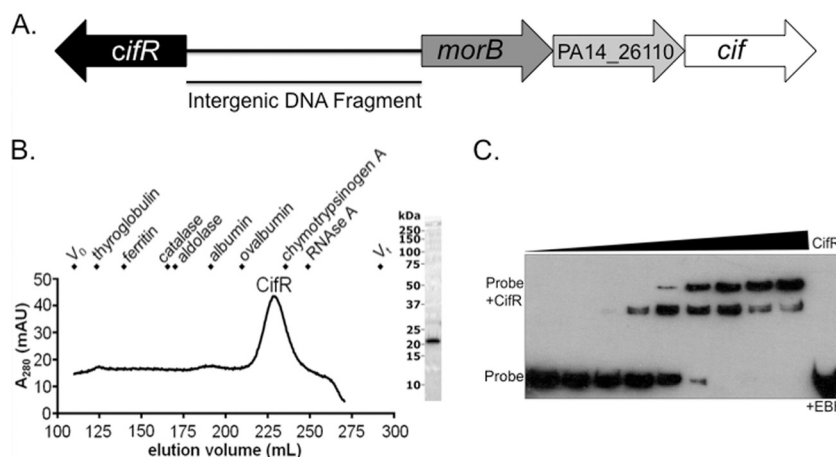 A.
cifR
morB
PA14_26110
cif
Intergenic DNA Fragment
B.
V0
thyroglobulin
ferritin
catalase
aldolase
albumin
ovalbumin
chymotrypsinogen A
RNAse A
Vt
CifR
A280 (mAU)
50
40
30
20
10
0
100 125 150 175 200 225 250 275 300
elution volume (mL)
kDa
250
150
100
75
50
37
25
20
15
10
C.
CifR
Probe
+CifR
Probe